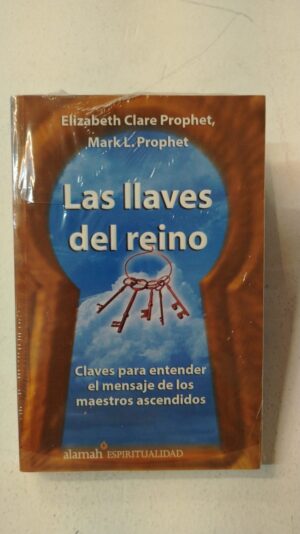 Elizabeth Clare Prophet,
Mark L. Prophet
Las llaves
del reino
Claves para entender
el mensaje de los
maestros ascendidos
alamah ESPIRITUALIDAD